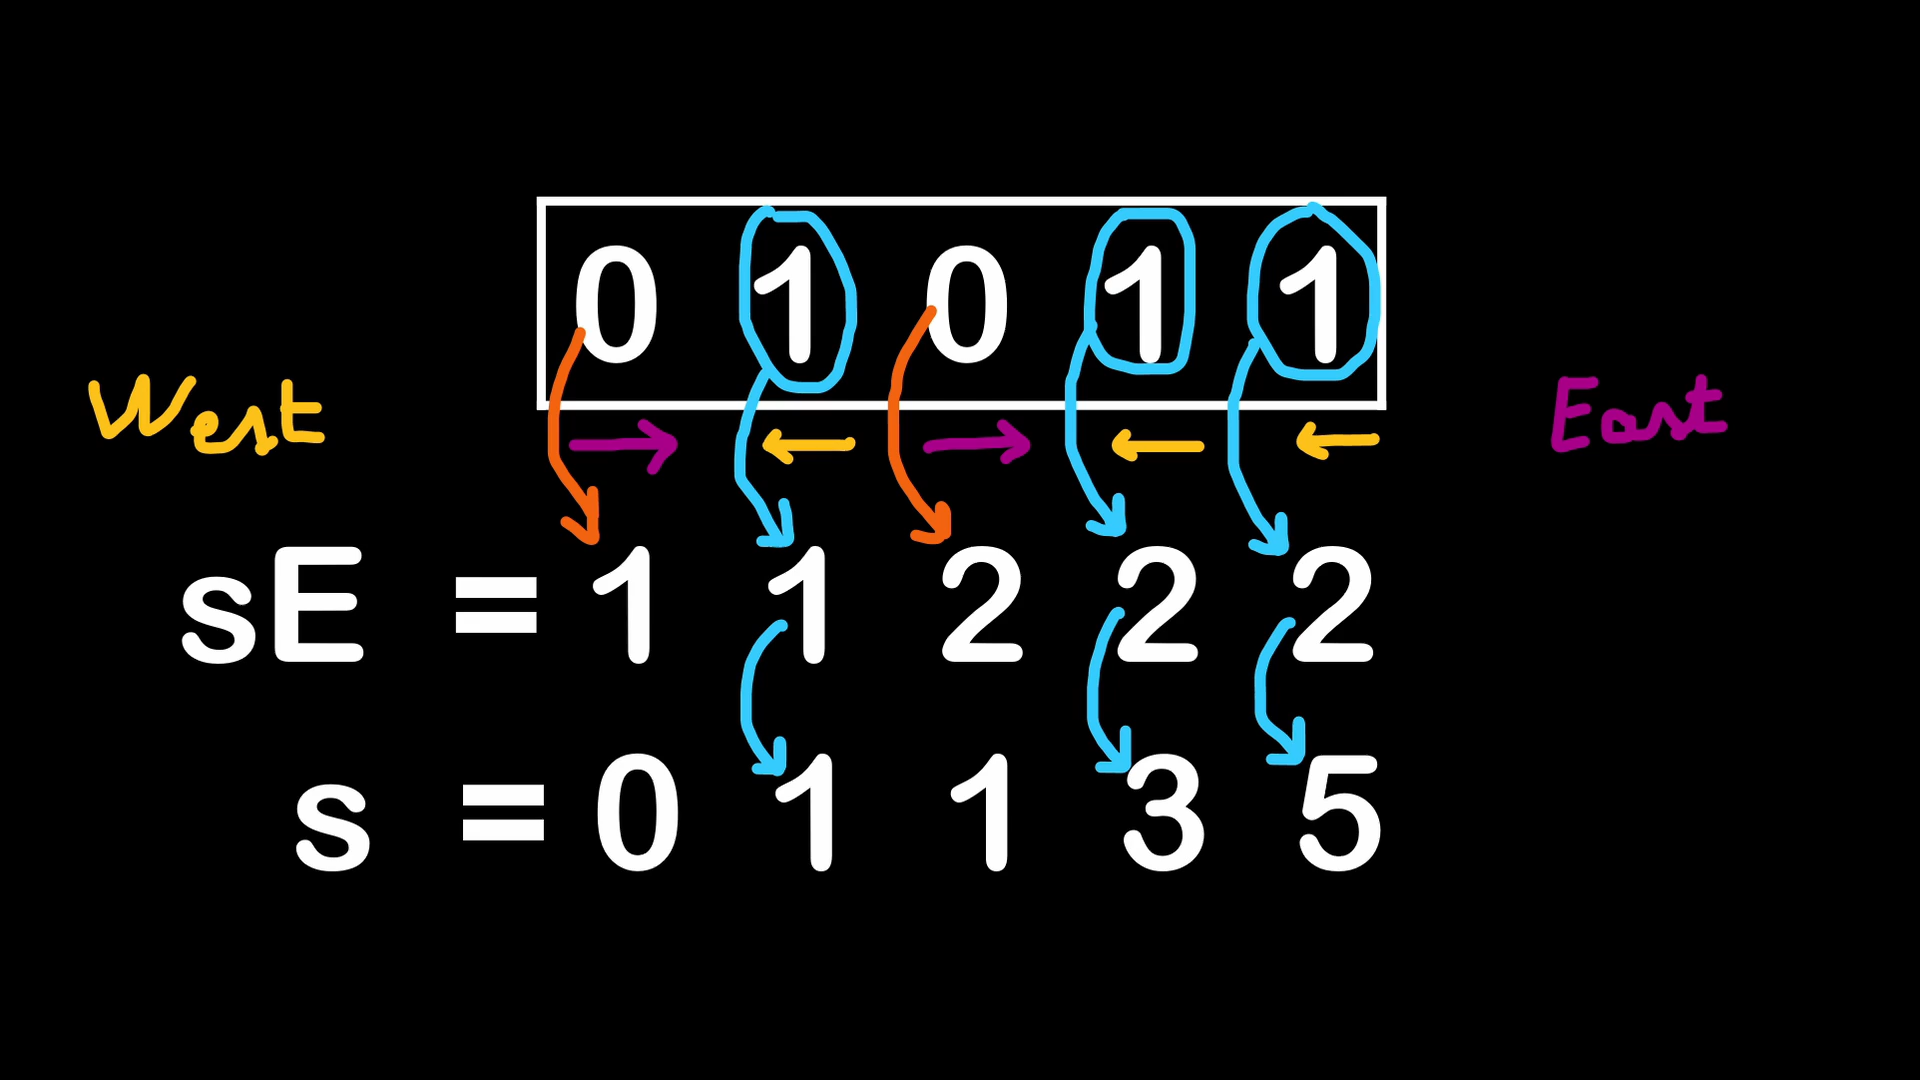 0 1 0 1 1
West
East
sE = 1 1 2 2 2
s = 0 1 1 3 5